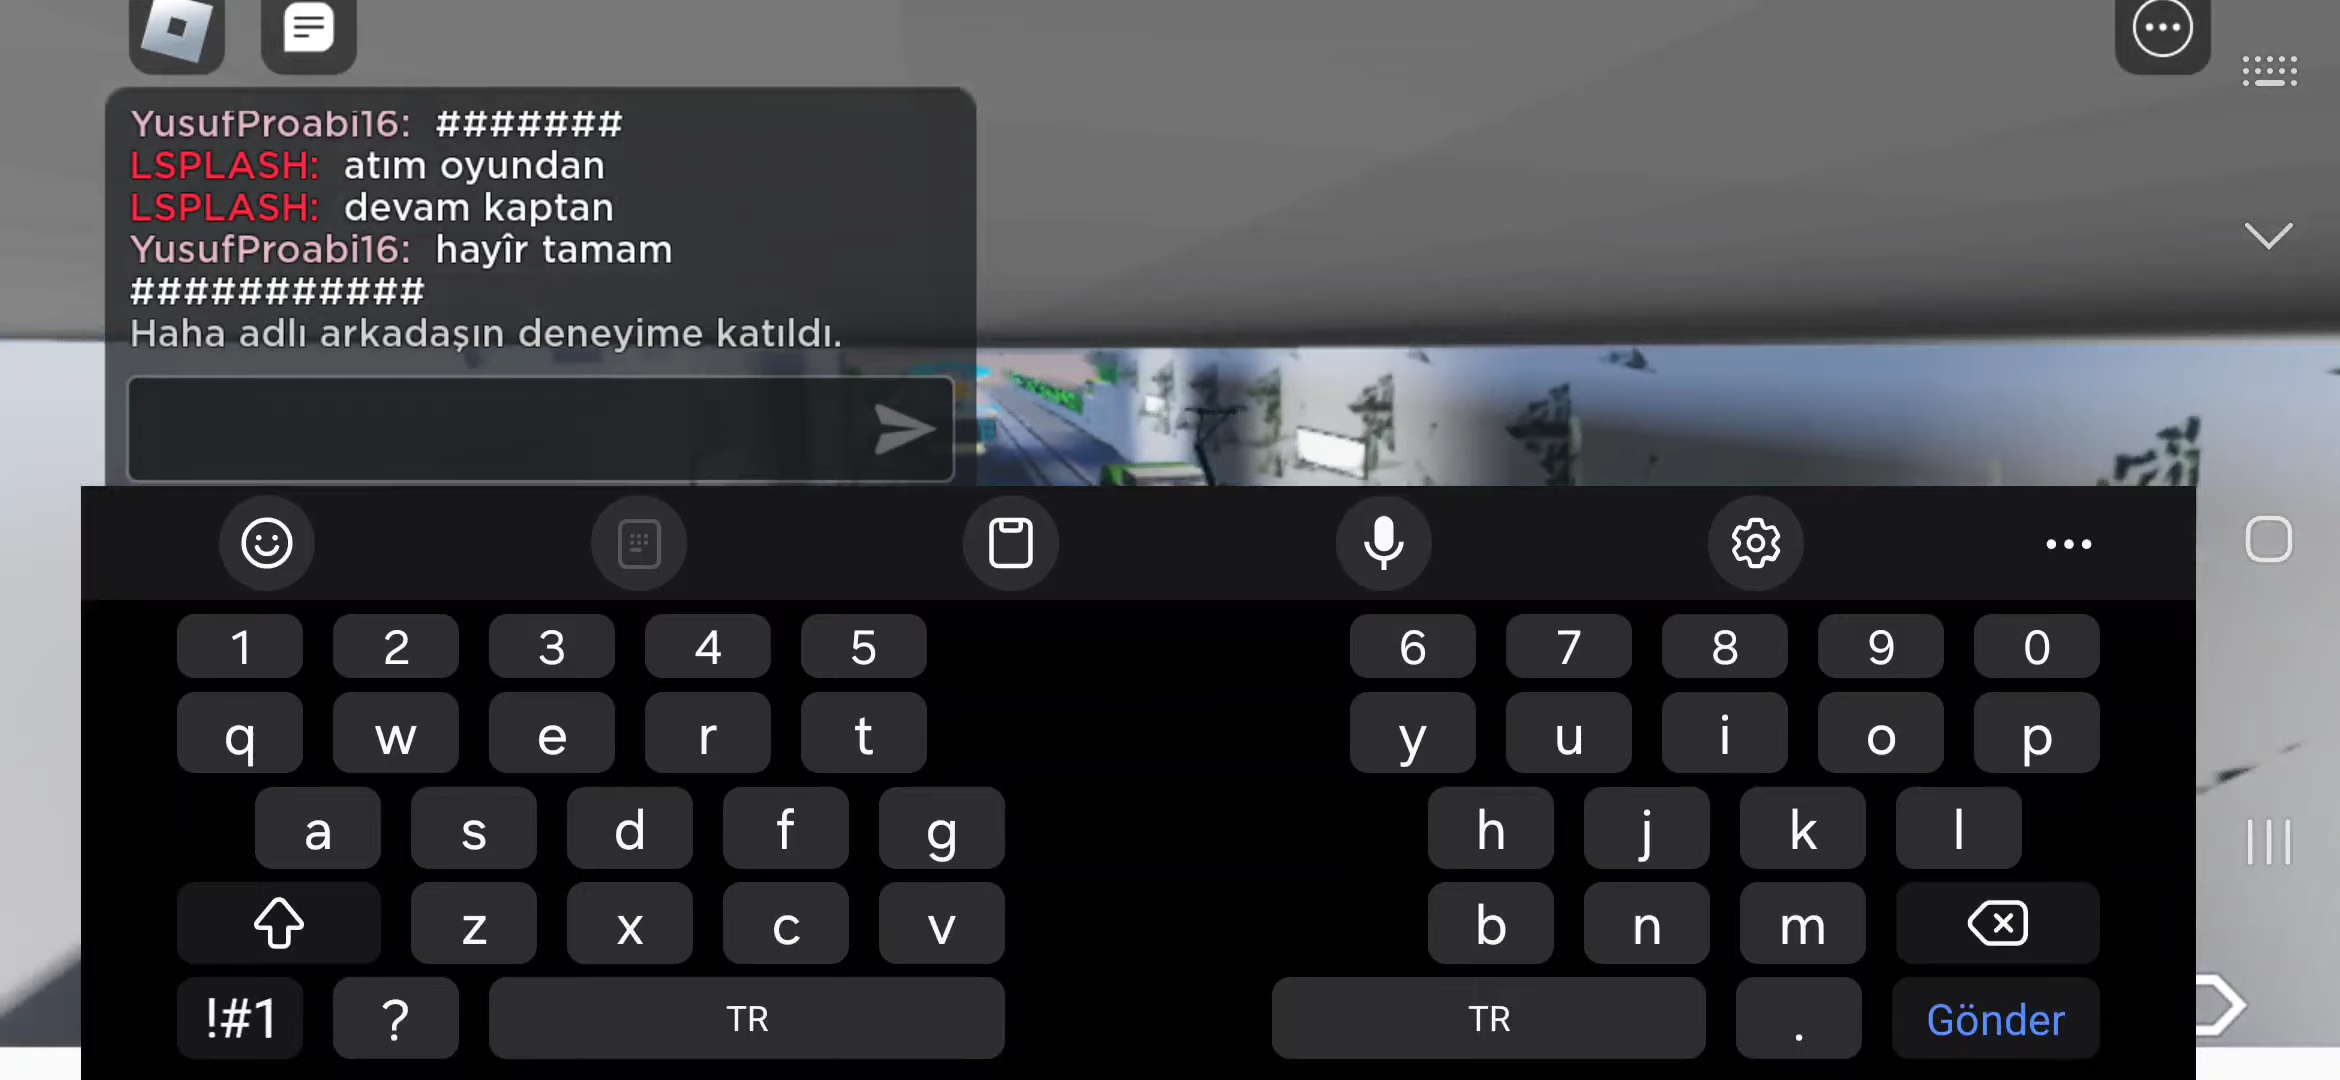 YusufProabi16: #######
LSPLASH: atım oyundan
LSPLASH: devam kaptan
YusufProabi16: hayîr tamam
###########
Haha adlı arkadaşın deneyime katıldı.
1 2 3 4 5 6 7 8 9 0
q w e r t y u i o p
a s d f g h j k l
z x c v b n m
!#1 ? TR TR . Gönder